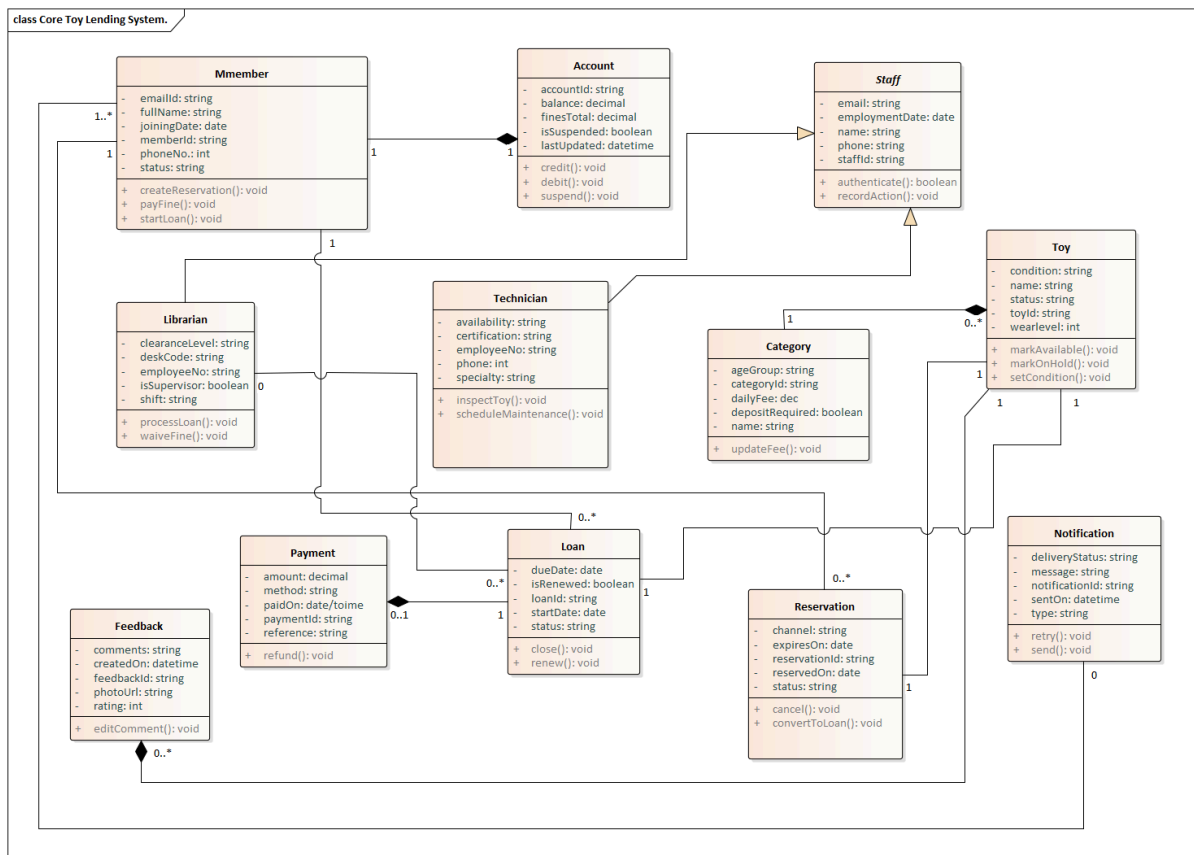 class Core Toy Lending System.
Mmember
- emailId: string
- fullName: string
- joiningDate: date
- memberId: string
- phoneNo.: int
- status: string
+ createReservation(): void
+ payFine(): void
+ startLoan(): void
1..*
1
1
1
Account
- accountId: string
- balance: decimal
- finesTotal: decimal
- isSuspended: boolean
- lastUpdated: datetime
+ credit(): void
+ debit(): void
+ suspend(): void
1
Staff
- email: string
- employmentDate: date
- name: string
- phone: string
- staffId: string
+ authenticate(): boolean
+ recordAction(): void
Toy
- condition: string
- name: string
- status: string
- toyId: string
- wearlevel: int
+ markAvailable(): void
+ markOnHold(): void
+ setCondition(): void
0..*
1
1
1
Librarian
- clearanceLevel: string
- deskCode: string
- employeeNo: string
- isSupervisor: boolean
- shift: string
+ processLoan(): void
+ waiveFine(): void
0
Technician
- availability: string
- certification: string
- employeeNo: string
- phone: int
- specialty: string
+ inspectToy(): void
+ scheduleMaintenance(): void
1
Category
- ageGroup: string
- categoryId: string
- dailyFee: dec
- depositRequired: boolean
- name: string
+ updateFee(): void
Payment
- amount: decimal
- method: string
- paidOn: date/toime
- paymentId: string
- reference: string
+ refund(): void
0..1
0..*
Loan
- dueDate: date
- isRenewed: boolean
- loanId: string
- startDate: date
- status: string
+ close(): void
+ renew(): void
0..*
1
1
Notification
- deliveryStatus: string
- message: string
- notificationId: string
- sentOn: datetime
- type: string
+ retry(): void
+ send(): void
0
0..*
Reservation
- channel: string
- expiresOn: date
- reservationId: string
- reservedOn: date
- status: string
+ cancel(): void
+ convertToLoan(): void
1
Feedback
- comments: string
- createdOn: datetime
- feedbackId: string
- photoUrl: string
- rating: int
+ editComment(): void
0..*